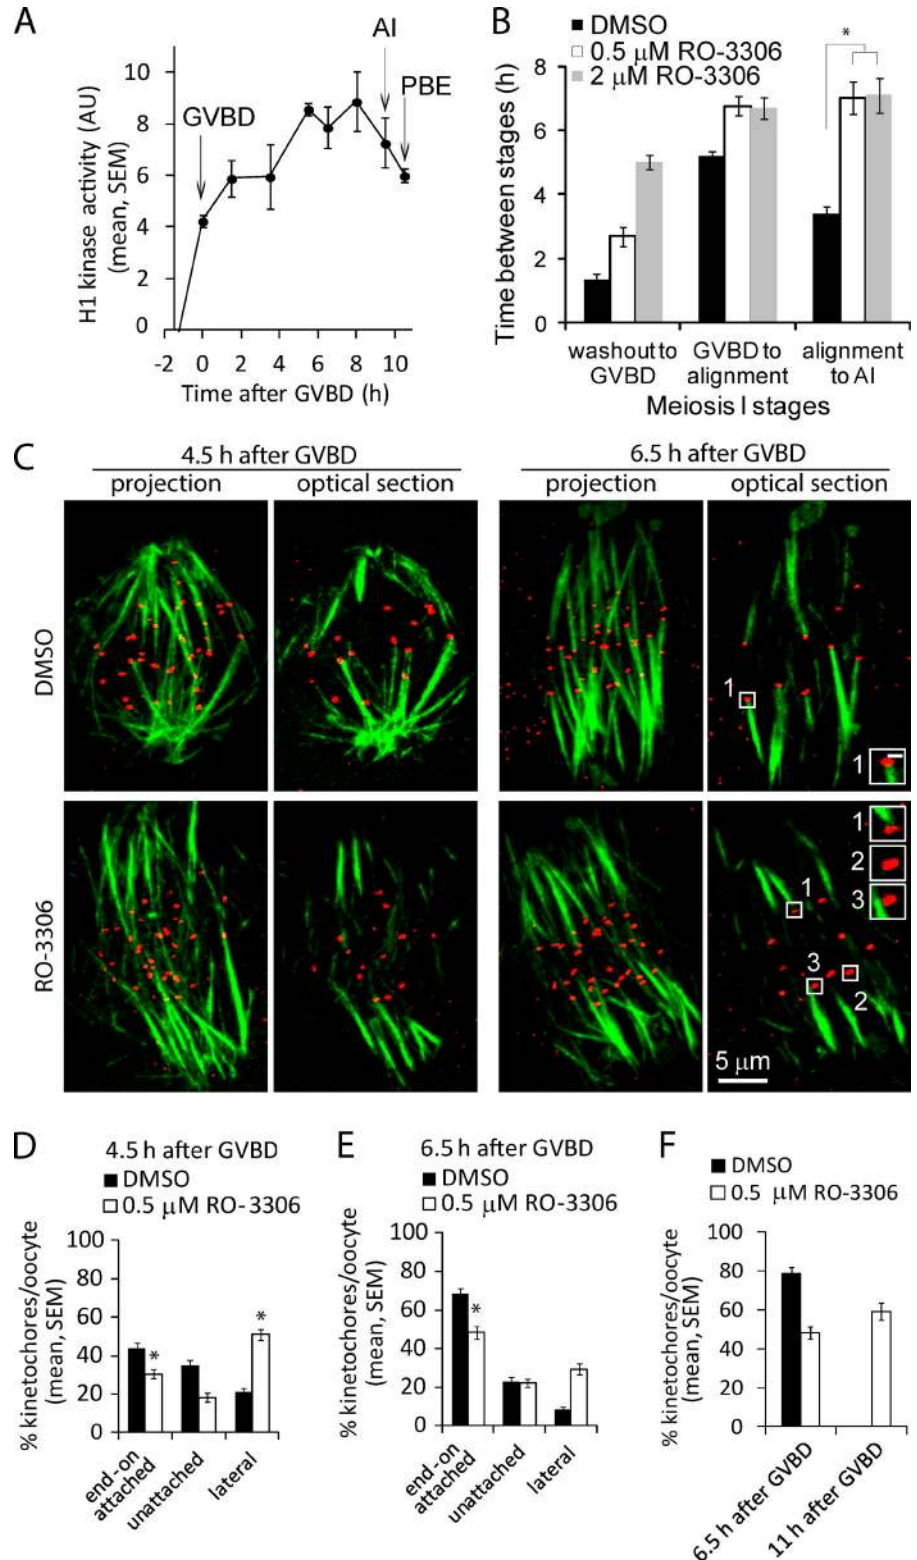 A
H1 kinase activity (AU)
(mean, SEM)
10
8
6
4
2
0
GVBD
AI
PBE
-2 0 2 4 6 8 10
Time after GVBD (h)
B
DMSO
0.5 µM RO-3306
2 µM RO-3306
*
Time between stages (h)
8
6
4
2
0
washout to GVBD
GVBD to alignment
alignment to AI
Meiosis I stages
C
4.5 h after GVBD
6.5 h after GVBD
projection
optical section
projection
optical section
DMSO
1
1
RO-3306
1
2
3
1
3
2
5 µm
D
4.5 h after GVBD
DMSO
0.5 µM RO-3306
% kinetochores/oocyte
(mean, SEM)
100
80
60
40
20
0
*
*
end-on
attached
unattached
lateral
E
6.5 h after GVBD
DMSO
0.5 µM RO-3306
% kinetochores/oocyte
(mean, SEM)
100
80
60
40
20
0
*
end-on
attached
unattached
lateral
F
DMSO
0.5 µM RO-3306
% kinetochores/oocyte
(mean, SEM)
100
80
60
40
20
0
6.5 h after GVBD
11 h after GVBD